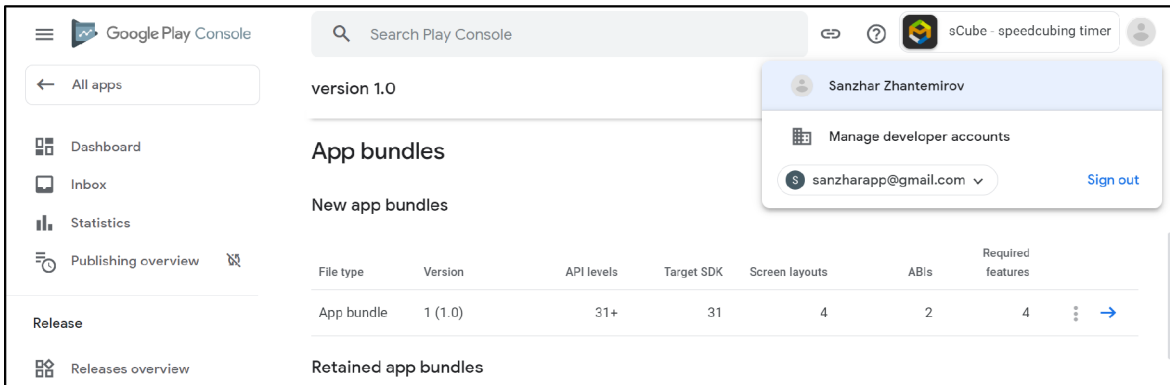 Google Play Console
Search Play Console
sCube - speedcubing timer
All apps
version 1.0
Sanzhar Zhantemirov
Manage developer accounts
S sanzharapp@gmail.com
Sign out
Dashboard
Inbox
Statistics
Publishing overview
Release
Releases overview
App bundles
New app bundles
File type Version API levels Target SDK Screen layouts ABIs Required features
App bundle 1 (1.0) 31+ 31 4 2 4
Retained app bundles